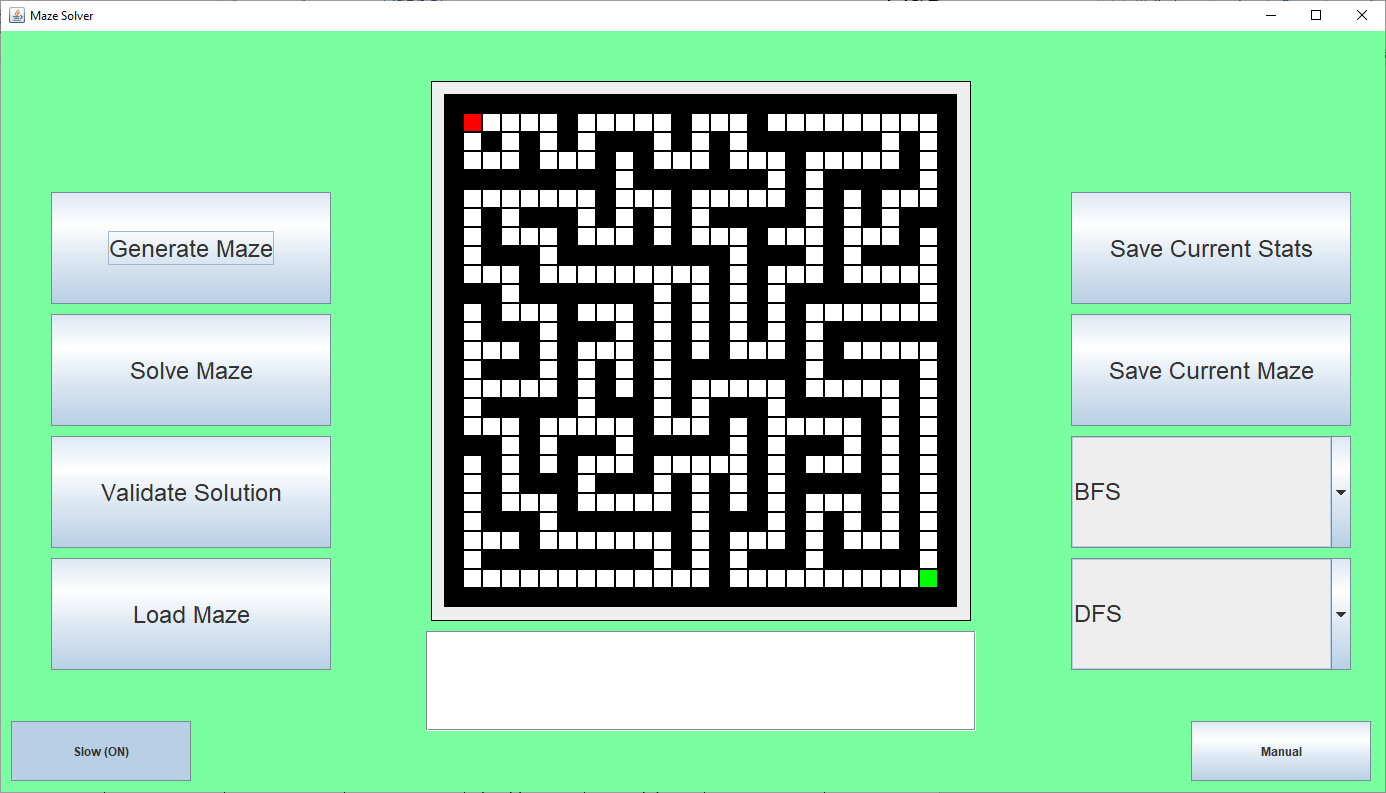 Maze Solver
Generate Maze
Solve Maze
Validate Solution
Load Maze
Slow (ON)
Save Current Stats
Save Current Maze
BFS
DFS
Manual